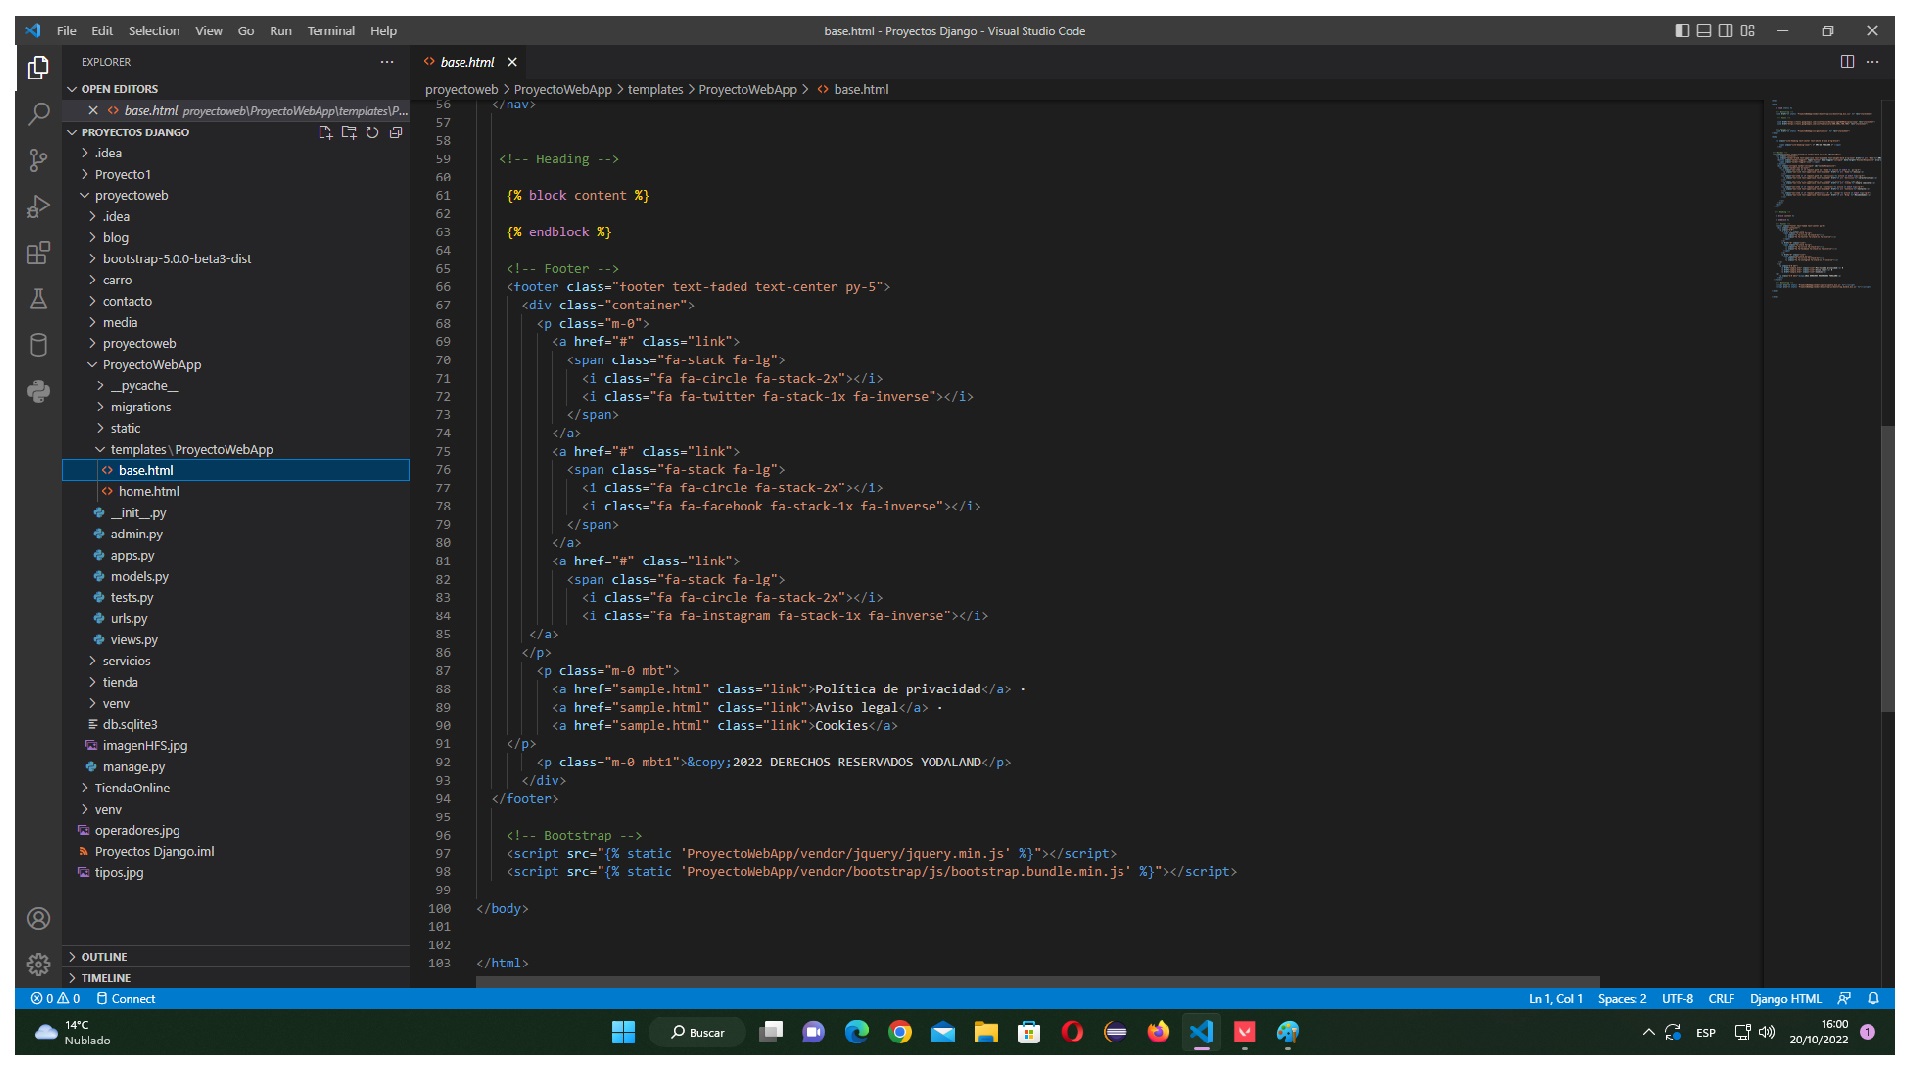 File Edit Selection View Go Run Terminal Help
base.html - Proyectos Django - Visual Studio Code
EXPLORER
OPEN EDITORS
base.html proyectoweb\ProyectoWebApp\templates\P...
PROYECTOS DJANGO
.idea
Proyecto1
proyectoweb
.idea
blog
bootstrap-5.0.0-beta3-dist
carro
contacto
media
proyectoweb
ProyectoWebApp
__pycache__
migrations
static
templates\ProyectoWebApp
base.html
home.html
__init__.py
admin.py
apps.py
models.py
tests.py
urls.py
views.py
servicios
tienda
venv
db.sqlite3
imagenHFS.jpg
manage.py
TiendaOnline
venv
operadores.jpg
Proyectos Django.iml
tipos.jpg
OUTLINE
TIMELINE
base.html
proyectoweb > ProyectoWebApp > templates > ProyectoWebApp > base.html
56 </nav>
57
58
59 <!-- Heading -->
60
61 {% block content %}
62
63 {% endblock %}
64
65 <!-- Footer -->
66 <footer class="footer text-faded text-center py-5">
67 <div class="container">
68 <p class="m-0">
69 <a href="#" class="link">
70 <span class="fa-stack fa-lg">
71 <i class="fa fa-circle fa-stack-2x"></i>
72 <i class="fa fa-twitter fa-stack-1x fa-inverse"></i>
73 </span>
74 </a>
75 <a href="#" class="link">
76 <span class="fa-stack fa-lg">
77 <i class="fa fa-circle fa-stack-2x"></i>
78 <i class="fa fa-facebook fa-stack-1x fa-inverse"></i>
79 </span>
80 </a>
81 <a href="#" class="link">
82 <span class="fa-stack fa-lg">
83 <i class="fa fa-circle fa-stack-2x"></i>
84 <i class="fa fa-instagram fa-stack-1x fa-inverse"></i>
85 </a>
86 </p>
87 <p class="m-0 mbt">
88 <a href="sample.html" class="link">Política de privacidad</a> ·
89 <a href="sample.html" class="link">Aviso legal</a> ·
90 <a href="sample.html" class="link">Cookies</a>
91 </p>
92 <p class="m-0 mbt1">&copy;2022 DERECHOS RESERVADOS YODALAND</p>
93 </div>
94 </footer>
95
96 <!-- Bootstrap -->
97 <script src="{% static 'ProyectoWebApp/vendor/jquery/jquery.min.js' %}"></script>
98 <script src="{% static 'ProyectoWebApp/vendor/bootstrap/js/bootstrap.bundle.min.js' %}"></script>
99
100 </body>
101
102
103 </html>
0 0 Connect
Ln 1, Col 1 Spaces: 2 UTF-8 CRLF Django HTML
14°C
Nublado
Buscar
ESP
16:00
20/10/2022
1